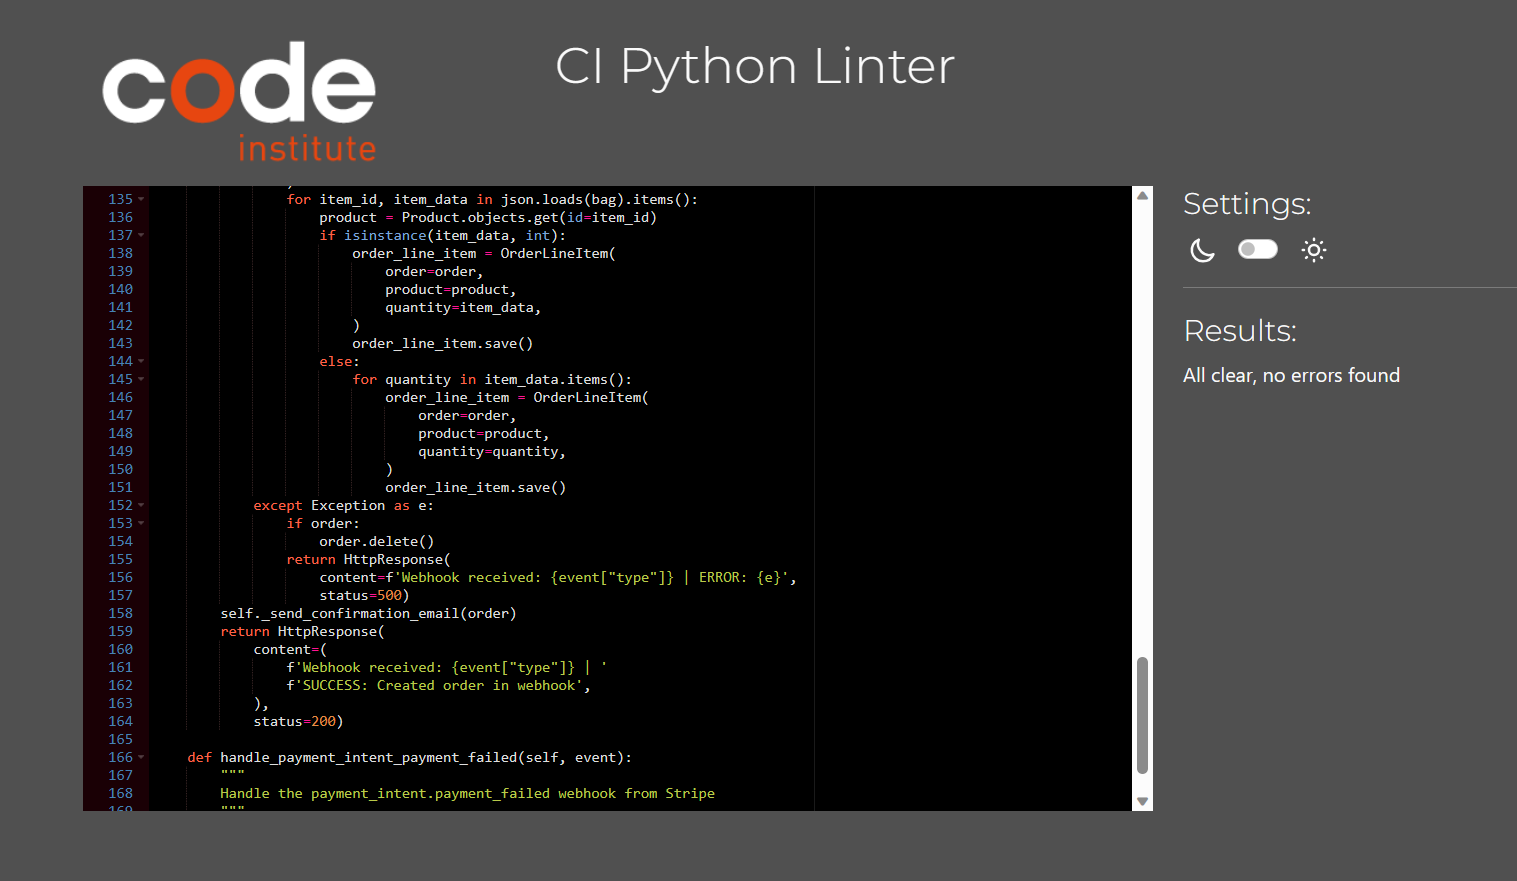 code
institute
CI Python Linter
135 for item_id, item_data in json.loads(bag).items():
136 product = Product.objects.get(id=item_id)
137 if isinstance(item_data, int):
138 order_line_item = OrderLineItem(
139 order=order,
140 product=product,
141 quantity=item_data,
142 )
143 order_line_item.save()
144 else:
145 for quantity in item_data.items():
146 order_line_item = OrderLineItem(
147 order=order,
148 product=product,
149 quantity=quantity,
150 )
151 order_line_item.save()
152 except Exception as e:
153 if order:
154 order.delete()
155 return HttpResponse(
156 content=f'Webhook received: {event["type"]} | ERROR: {e}',
157 status=500)
158 self._send_confirmation_email(order)
159 return HttpResponse(
160 content=(
161 f'Webhook received: {event["type"]} | '
162 f'SUCCESS: Created order in webhook',
163 ),
164 status=200)
165
166 def handle_payment_intent_payment_failed(self, event):
167 """
168 Handle the payment_intent.payment_failed webhook from Stripe
169 """
Settings:
Results:
All clear, no errors found